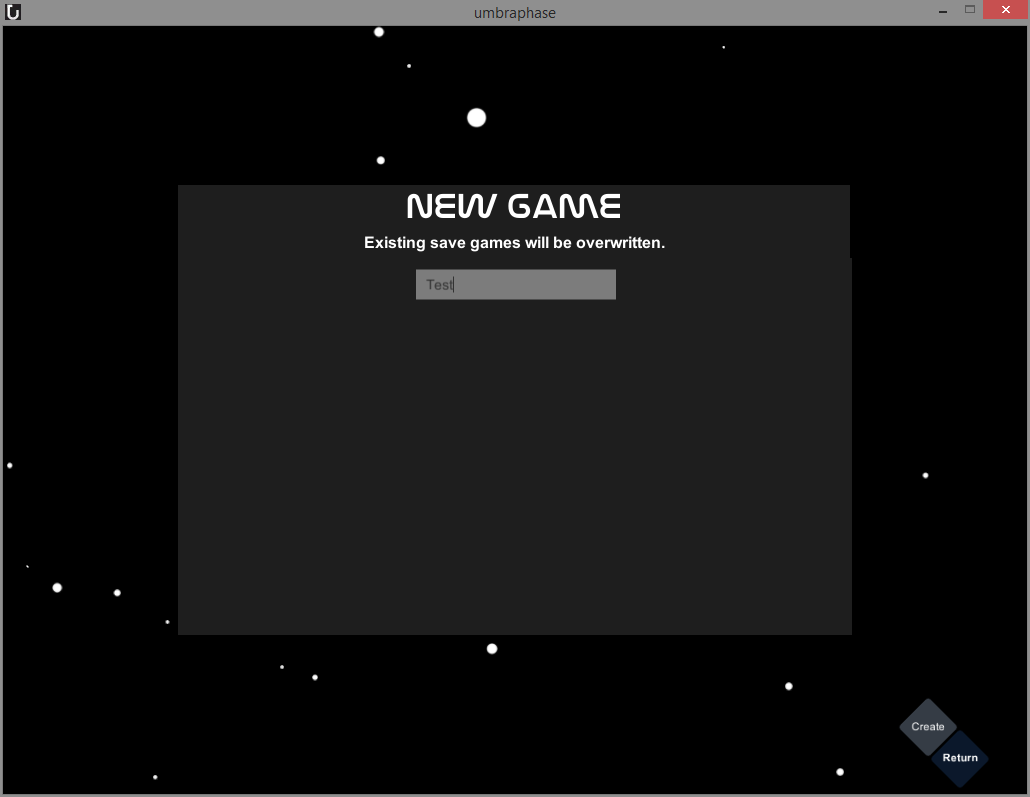 umbraphase
NEW GAME
Existing save games will be overwritten.
Test
Create
Return